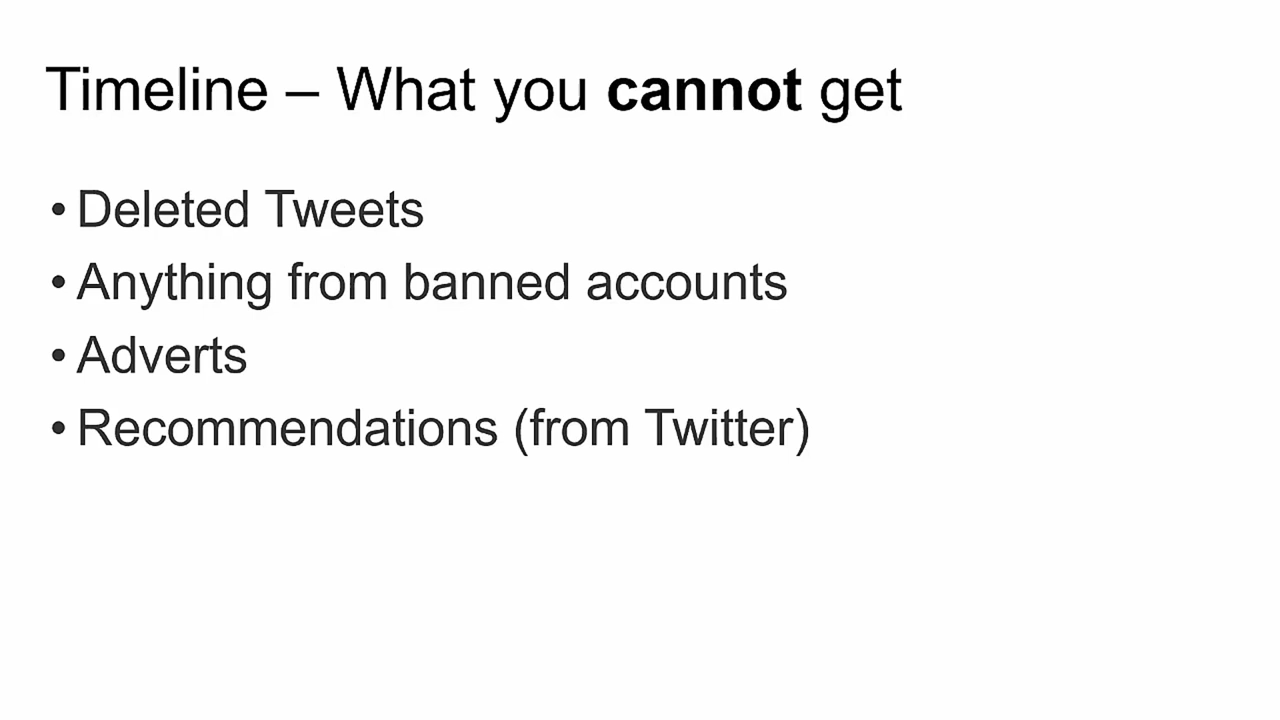 Timeline – What you cannot get
• Deleted Tweets
• Anything from banned accounts
• Adverts
• Recommendations (from Twitter)